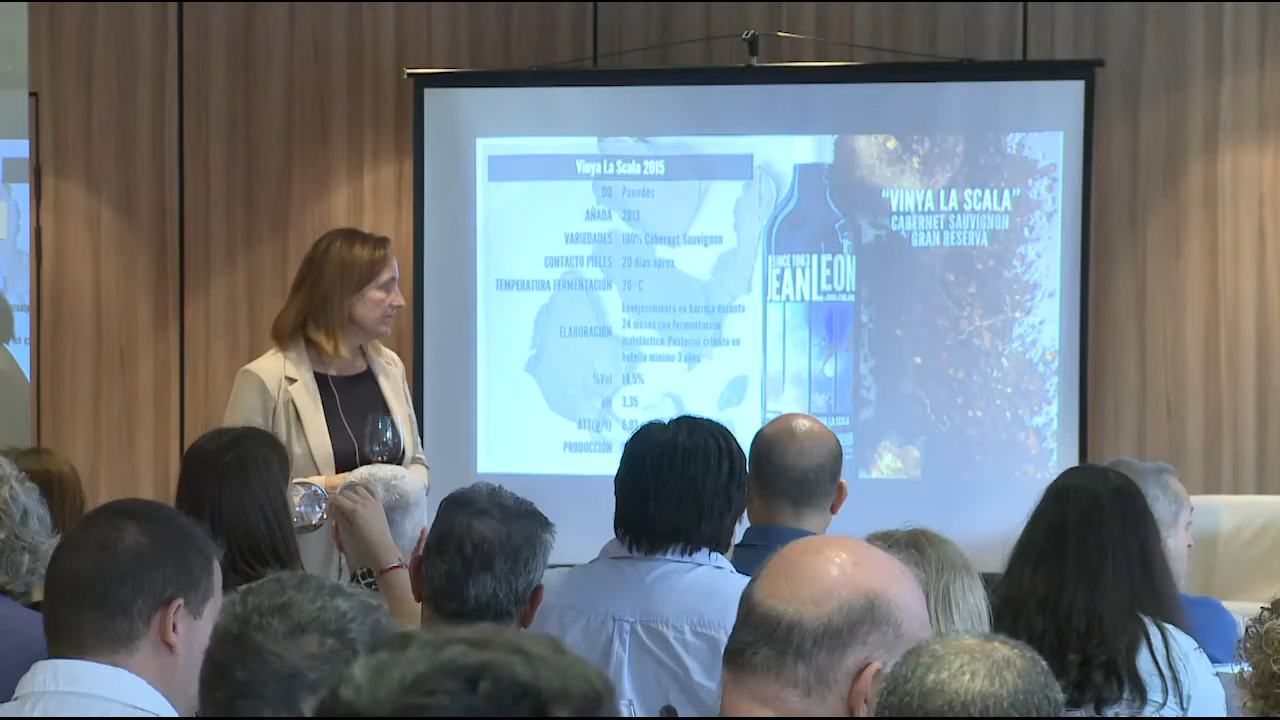 Vinya La Scala 2015
DO Penedès
AÑADA 2013
VARIEDADES 100% Cabernet Sauvignon
CONTACTO PIELES 20 días aprox.
TEMPERATURA FERMENTACIÓN 26º C
ELABORACIÓN
Envejecimiento en barrica durante
24 meses con fermentación
maloláctica. Posterior crianza en
botella mínimo 3 años.
%Vol 14,5%
pH 3,35
ATT(g/l)
PRODUCCIÓN
SINCE 1963
JEAN LEON
"VINYA LA SCALA"
CABERNET SAUVIGNON
GRAN RESERVA